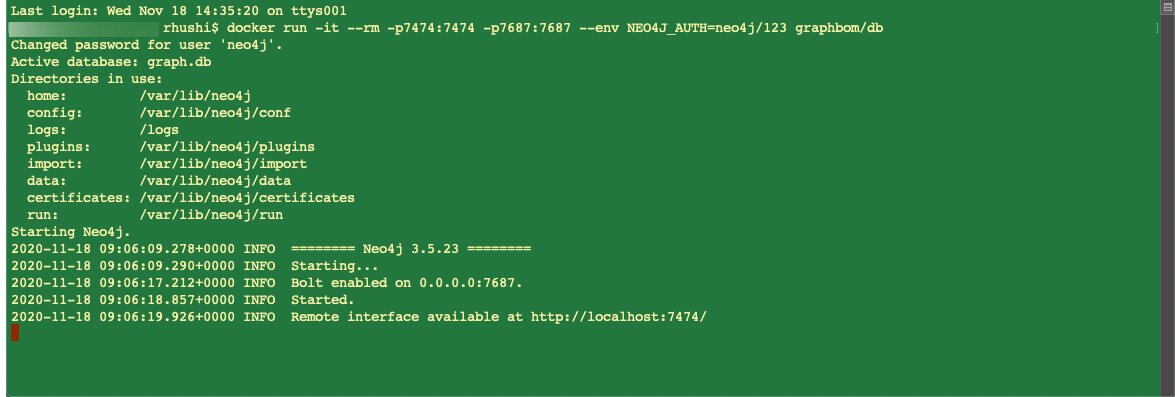 Last login: Wed Nov 18 14:35:20 on ttys001
rhushi$ docker run -it --rm -p7474:7474 -p7687:7687 --env NEO4J_AUTH=neo4j/123 graphbom/db
Changed password for user 'neo4j'.
Active database: graph.db
Directories in use:
  home:         /var/lib/neo4j
  config:       /var/lib/neo4j/conf
  logs:         /logs
  plugins:      /var/lib/neo4j/plugins
  import:       /var/lib/neo4j/import
  data:         /var/lib/neo4j/data
  certificates: /var/lib/neo4j/certificates
  run:          /var/lib/neo4j/run
Starting Neo4j.
2020-11-18 09:06:09.278+0000 INFO  ======== Neo4j 3.5.23 ========
2020-11-18 09:06:09.290+0000 INFO  Starting...
2020-11-18 09:06:17.212+0000 INFO  Bolt enabled on 0.0.0.0:7687.
2020-11-18 09:06:18.857+0000 INFO  Started.
2020-11-18 09:06:19.926+0000 INFO  Remote interface available at http://localhost:7474/